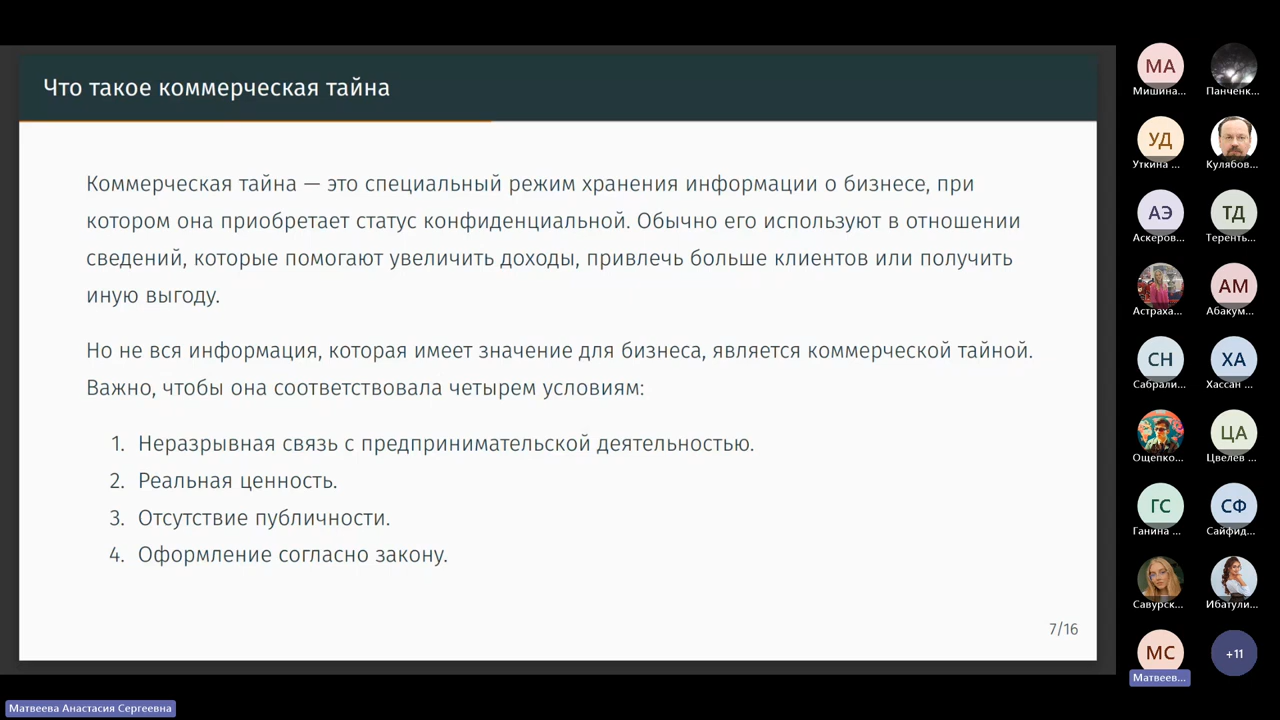 Что такое коммерческая тайна
Коммерческая тайна — это специальный режим хранения информации о бизнесе, при
котором она приобретает статус конфиденциальной. Обычно его используют в отношении
сведений, которые помогают увеличить доходы, привлечь больше клиентов или получить
иную выгоду.
Но не вся информация, которая имеет значение для бизнеса, является коммерческой тайной.
Важно, чтобы она соответствовала четырем условиям:
1. Неразрывная связь с предпринимательской деятельностью.
2. Реальная ценность.
3. Отсутствие публичности.
4. Оформление согласно закону.
7/16
МА
Мишина...
Панченк...
УД
Уткина ...
Кулябов...
АЭ
Аскеров...
ТД
Теренть...
Астраха...
АМ
Абакум...
СН
Сабрали...
ХА
Хассан ...
Ощепко...
ЦА
Цвелев ...
ГС
Ганина ...
СФ
Сайфид...
Савурск...
Ибатули...
МС
Матвеев...
+11
Матвеева Анастасия Сергеевна